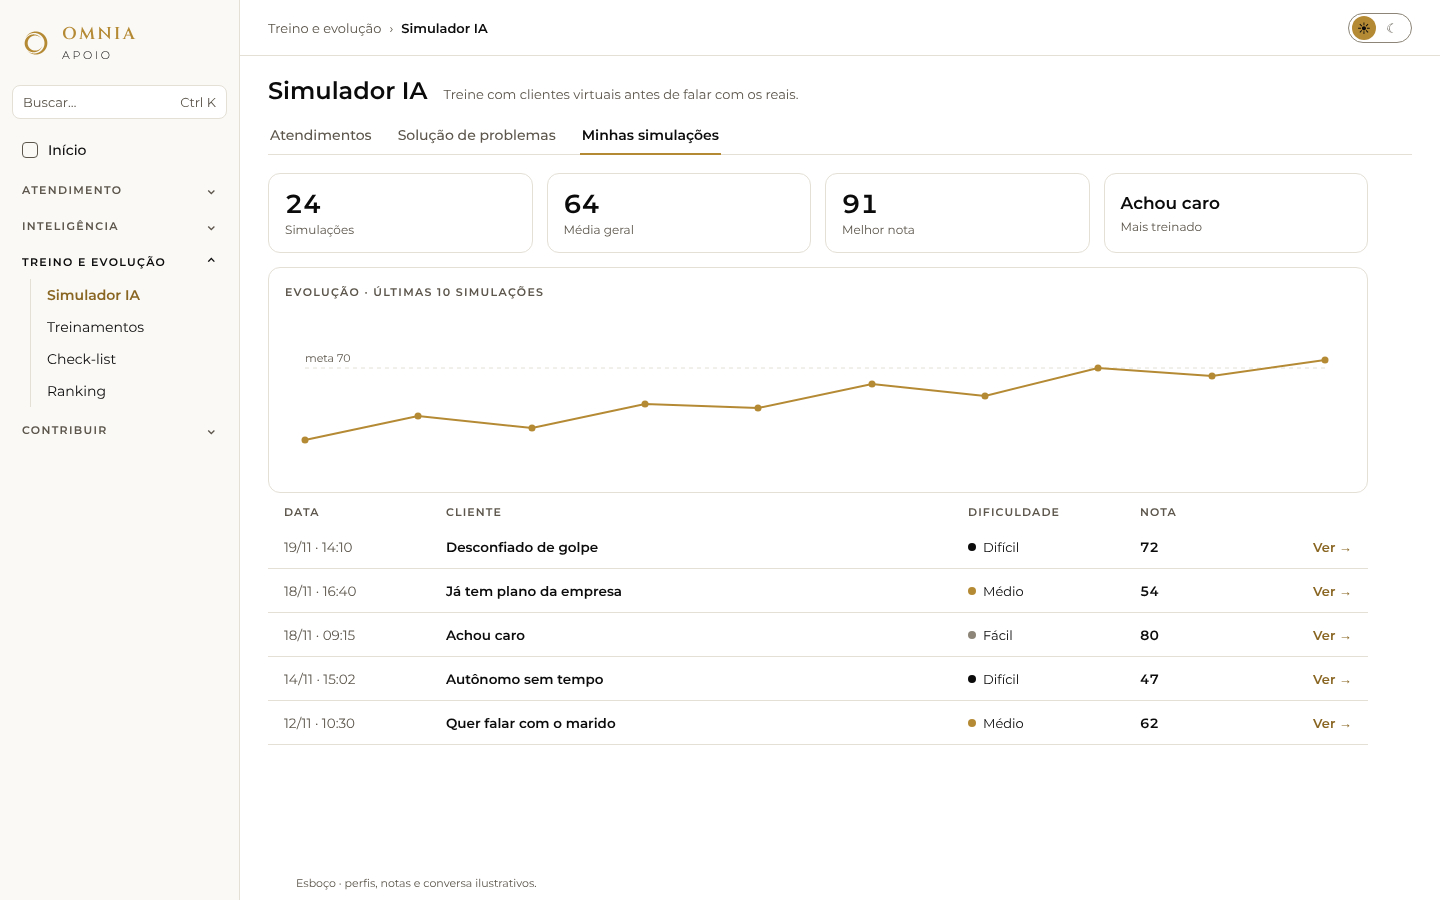 OMNIA
APOIO
Buscar... Ctrl K
Início
ATENDIMENTO
INTELIGÊNCIA
TREINO E EVOLUÇÃO
Simulador IA
Treinamentos
Check-list
Ranking
CONTRIBUIR
Treino e evolução › Simulador IA
Simulador IA Treine com clientes virtuais antes de falar com os reais.
Atendimentos Solução de problemas Minhas simulações
24
Simulações
64
Média geral
91
Melhor nota
Achou caro
Mais treinado
EVOLUÇÃO · ÚLTIMAS 10 SIMULAÇÕES
meta 70
DATA CLIENTE DIFICULDADE NOTA
19/11 · 14:10 Desconfiado de golpe Difícil 72 Ver →
18/11 · 16:40 Já tem plano da empresa Médio 54 Ver →
18/11 · 09:15 Achou caro Fácil 80 Ver →
14/11 · 15:02 Autônomo sem tempo Difícil 47 Ver →
12/11 · 10:30 Quer falar com o marido Médio 62 Ver →
Esboço · perfis, notas e conversa ilustrativos.